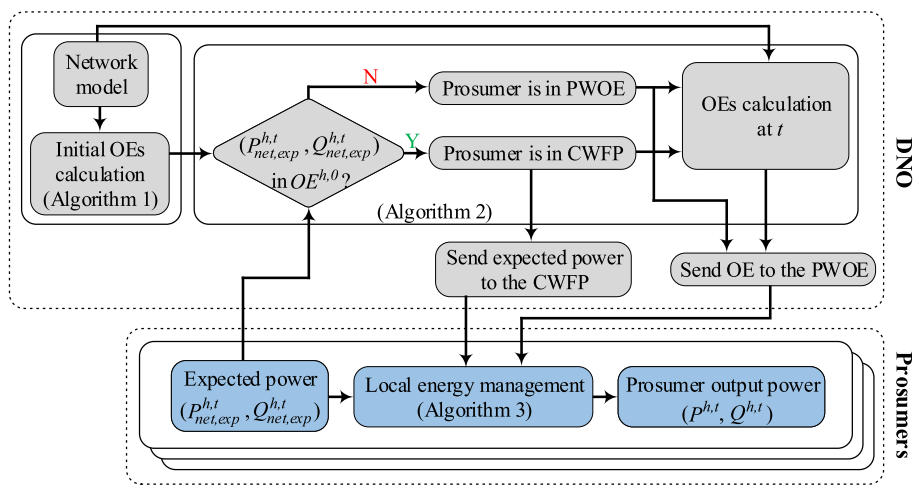 Network
model
Initial OEs
calculation
(Algorithm 1)
N
Y
(P^{h,t}_{net,exp}, Q^{h,t}_{net,exp})
in OE^{h,0} ?
Prosumer is in PWOE
Prosumer is in CWFP
OEs calculation
at t
(Algorithm 2)
Send expected power
to the CWFP
Send OE to the PWOE
DNO
Expected power
(P^{h,t}_{net,exp}, Q^{h,t}_{net,exp})
Local energy management
(Algorithm 3)
Prosumer output power
(P^{h,t}, Q^{h,t})
Prosumers